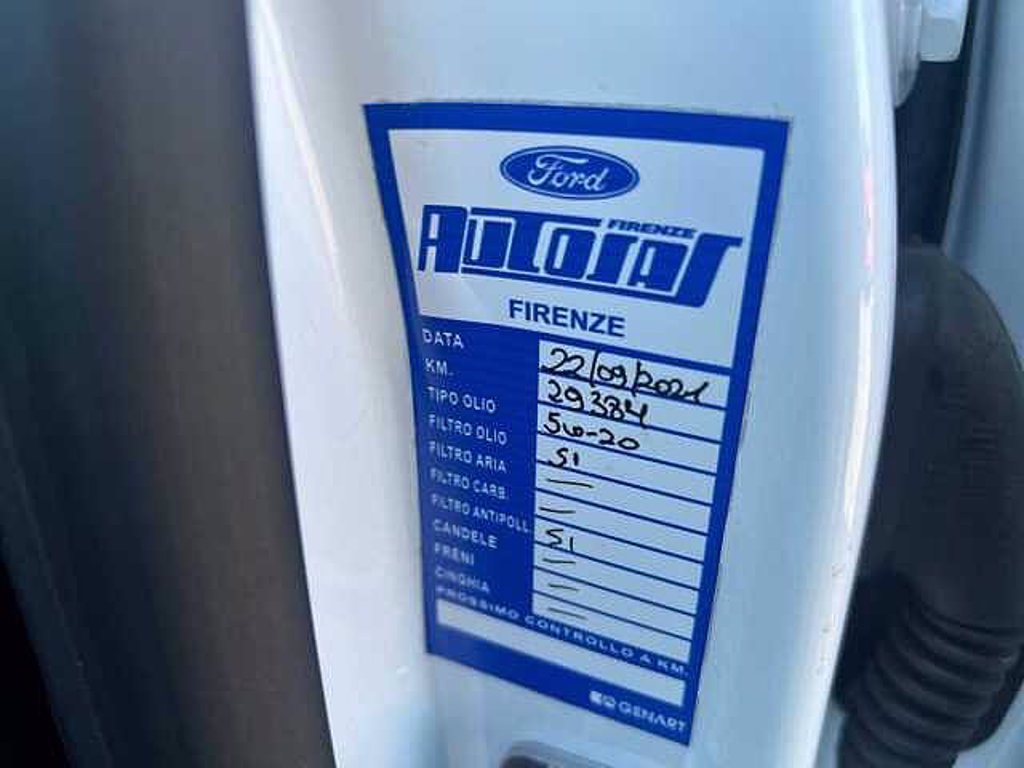 Ford
AUTOSAS FIRENZE
FIRENZE
DATA 22/09/2021
KM. 29384
TIPO OLIO 5W-20
FILTRO OLIO SI
FILTRO ARIA —
FILTRO CARB. —
FILTRO ANTIPOLL. SI
CANDELE —
FRENI —
CINGHIA —
PROSSIMO CONTROLLO A KM.
GENART